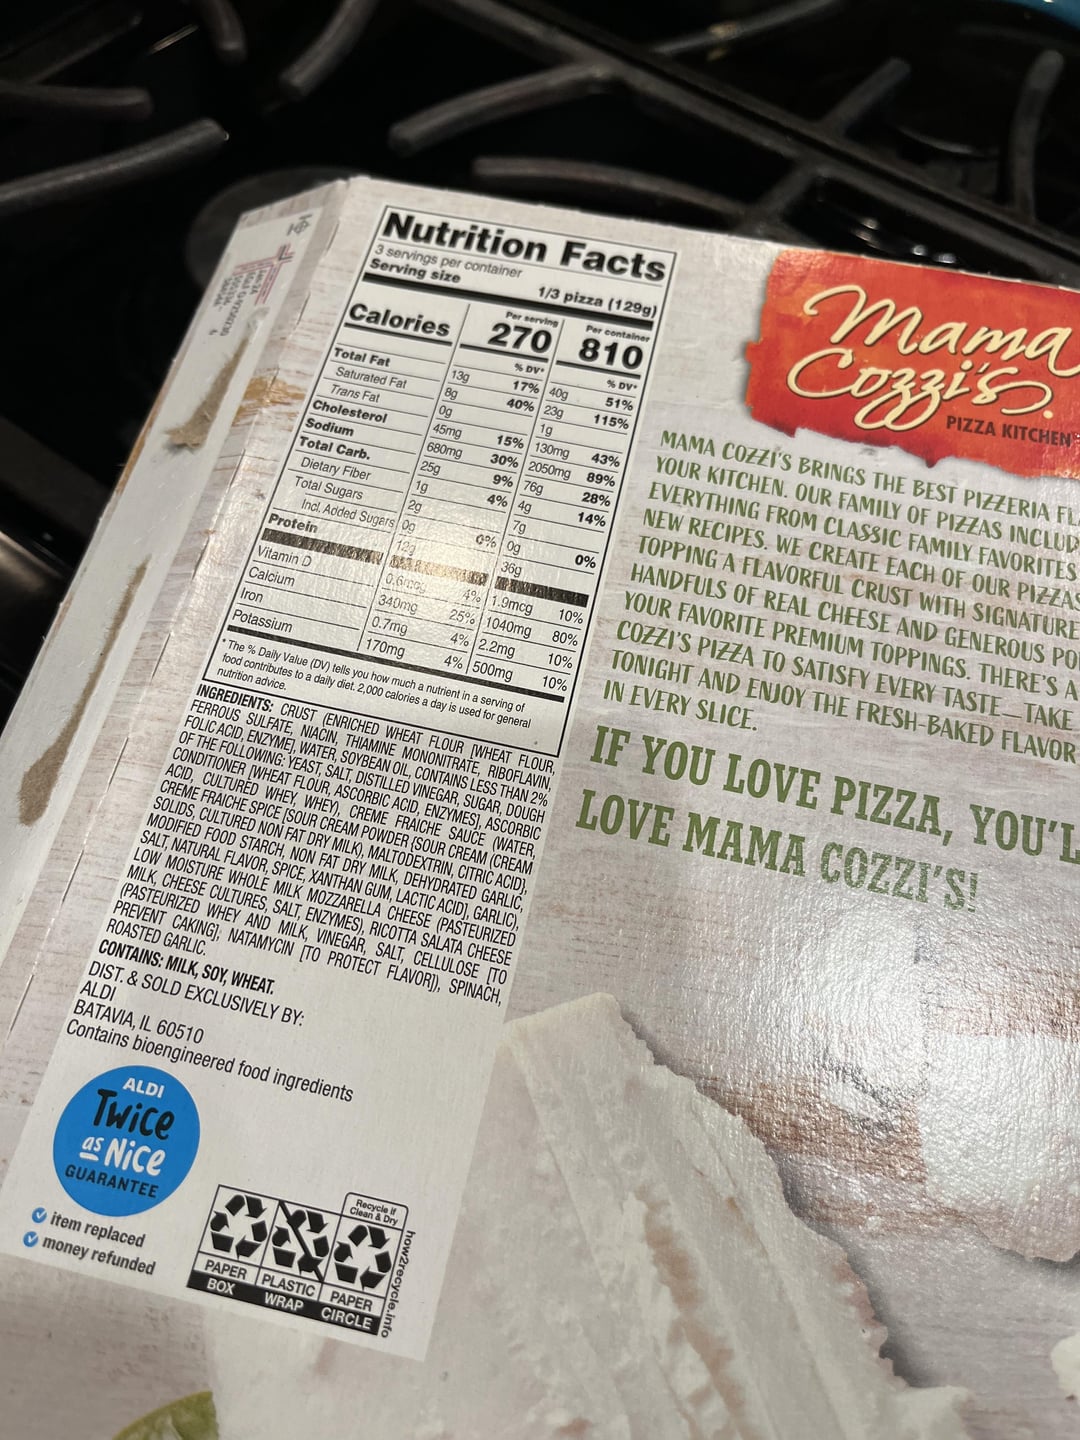 Nutrition Facts
3 servings per container
Serving size 1/3 pizza (129g)
Per serving Per container
Calories 270 810
% DV* % DV*
Total Fat 13g 17% 40g 51%
Saturated Fat 8g 40% 23g 115%
Trans Fat 0g 1g
Cholesterol 45mg 15% 130mg 43%
Sodium 680mg 30% 2050mg 89%
Total Carb. 25g 9% 76g 28%
Dietary Fiber 1g 4% 4g 14%
Total Sugars 2g 7g
Incl. Added Sugars 0g 0% 0g 0%
Protein 12g 36g
Vitamin D 0.6mcg 4% 1.9mcg 10%
Calcium 340mg 25% 1040mg 80%
Iron 0.7mg 4% 2.2mg 10%
Potassium 170mg 4% 500mg 10%
* The % Daily Value (DV) tells you how much a nutrient in a serving of
food contributes to a daily diet. 2,000 calories a day is used for general
nutrition advice.
INGREDIENTS: CRUST (ENRICHED WHEAT FLOUR [WHEAT FLOUR,
FERROUS SULFATE, NIACIN, THIAMINE MONONITRATE, RIBOFLAVIN,
FOLIC ACID, ENZYME], WATER, SOYBEAN OIL, CONTAINS LESS THAN 2%
OF THE FOLLOWING: YEAST, SALT, DISTILLED VINEGAR, SUGAR, DOUGH
CONDITIONER [WHEAT FLOUR, ASCORBIC ACID, ENZYMES], ASCORBIC
ACID, CULTURED WHEY, WHEY), CREME FRAICHE SAUCE (WATER,
CREME FRAICHE SPICE [SOUR CREAM POWDER {SOUR CREAM (CREAM
SOLIDS, CULTURED NON FAT DRY MILK), MALTODEXTRIN, CITRIC ACID},
MODIFIED FOOD STARCH, NON FAT DRY MILK, DEHYDRATED GARLIC,
SALT, NATURAL FLAVOR, SPICE, XANTHAN GUM, LACTIC ACID], GARLIC),
LOW MOISTURE WHOLE MILK MOZZARELLA CHEESE (PASTEURIZED
MILK, CHEESE CULTURES, SALT, ENZYMES), RICOTTA SALATA CHEESE
(PASTEURIZED WHEY AND MILK, VINEGAR, SALT, CELLULOSE [TO
PREVENT CAKING], NATAMYCIN [TO PROTECT FLAVOR]), SPINACH,
ROASTED GARLIC.
CONTAINS: MILK, SOY, WHEAT.
DIST. & SOLD EXCLUSIVELY BY:
ALDI
BATAVIA, IL 60510
Contains bioengineered food ingredients
ALDI
Twice
as Nice
GUARANTEE
item replaced
money refunded
Recycle if
Clean & Dry
PAPER PLASTIC PAPER
BOX WRAP CIRCLE
how2recycle.info
Mama
Cozzi's.
PIZZA KITCHEN
MAMA COZZI'S BRINGS THE BEST PIZZERIA FL
YOUR KITCHEN. OUR FAMILY OF PIZZAS INCLUD
EVERYTHING FROM CLASSIC FAMILY FAVORITES
NEW RECIPES. WE CREATE EACH OF OUR PIZZAS
TOPPING A FLAVORFUL CRUST WITH SIGNATURE
HANDFULS OF REAL CHEESE AND GENEROUS PO
YOUR FAVORITE PREMIUM TOPPINGS. THERE'S A
COZZI'S PIZZA TO SATISFY EVERY TASTE—TAKE
TONIGHT AND ENJOY THE FRESH-BAKED FLAVOR
IN EVERY SLICE.
IF YOU LOVE PIZZA, YOU'L
LOVE MAMA COZZI'S!